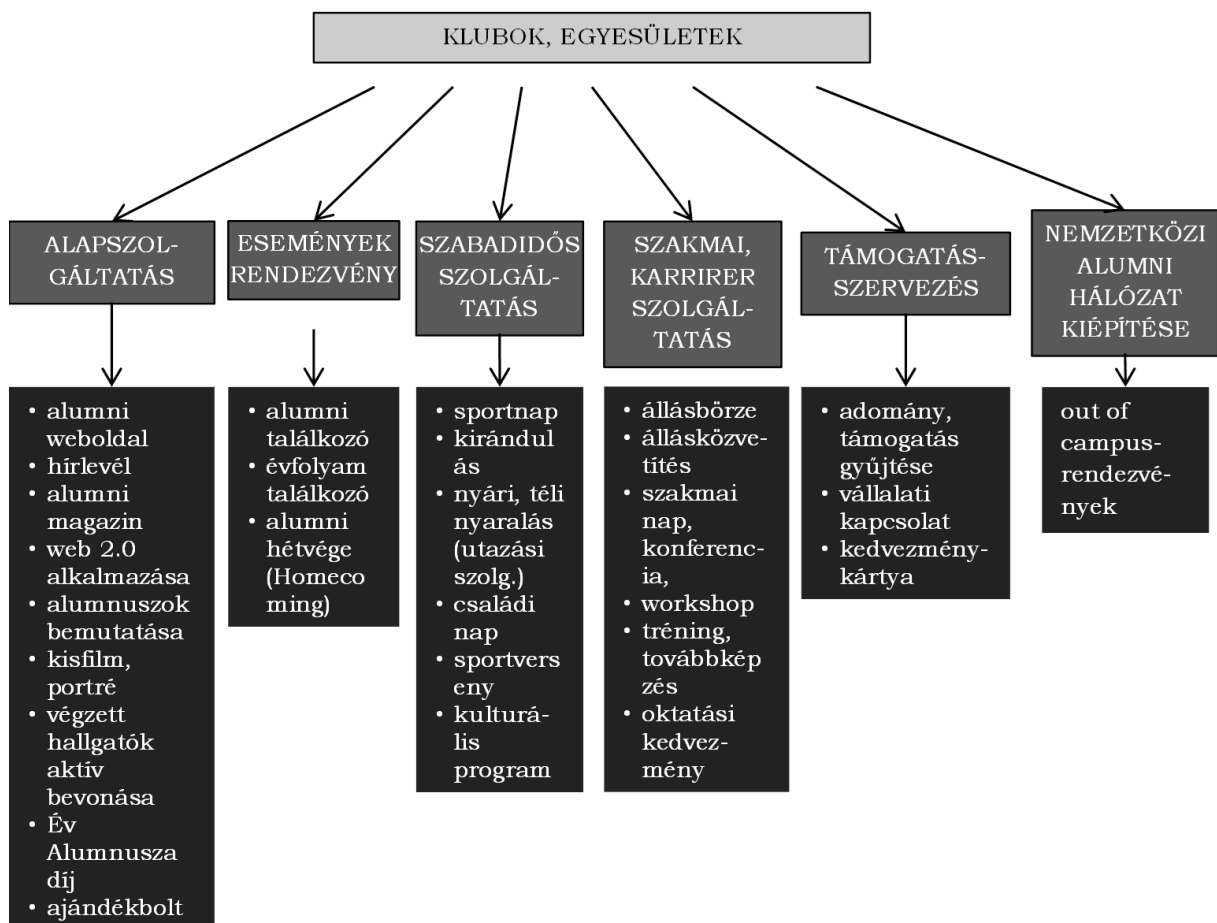 KLUBOK, EGYESÜLETEK
ALAPSZOL-
GÁLTATÁS
ESEMÉNYEK
RENDEZVÉNY
SZABADIDŐS
SZOLGÁL-
TATÁS
SZAKMAI,
KARRIRER
SZOLGÁL-
TATÁS
TÁMOGATÁS-
SZERVEZÉS
NEMZETKÖZI
ALUMNI
HÁLÓZAT
KIÉPÍTÉSE
• alumni
weboldal
• hírlevél
• alumni
magazin
• web 2.0
alkalmazása
• alumnuszok
bemutatása
• kisfilm,
portré
• végzett
hallgatók
aktív
bevonása
• Év
Alumnusza
díj
• ajándékbolt
• alumni
találkozó
• évfolyam
találkozó
• alumni
hétvége
(Homeco
ming)
• sportnap
• kirándul
ás
• nyári, téli
nyaralás
(utazási
szolg.)
• családi
nap
• sportvers
eny
• kulturá-
lis
program
• állásbörze
• állásközve-
títés
• szakmai
nap,
konferenc-
ia,
• workshop
• tréning,
továbbkép
zés
• oktatási
kedvez-
mény
• adomány,
támogatás
gyűjtése
• vállalati
kapcsolat
• kedvezmény-
kártya
out of
campus-
rendezvé-
nyek